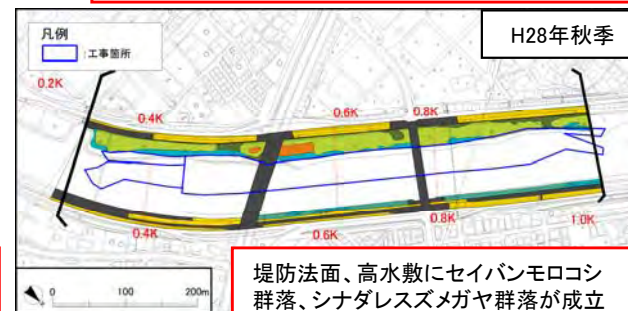 凡例
:工事箇所
H28年秋季
0.2K
0.4K
0.6K
0.8K
0.4K
0.6K
0.8K
1.0K
0 100 200m
堤防法面、高水敷にセイバンモロコシ
群落、シナダレスズメガヤ群落が成立